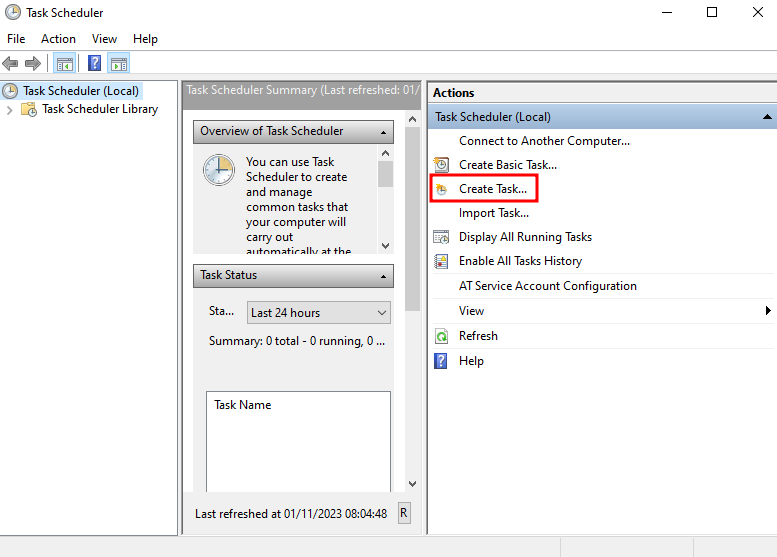 Task Scheduler
File Action View Help
Task Scheduler (Local)
Task Scheduler Library
Task Scheduler Summary (Last refreshed: 01/
Overview of Task Scheduler
You can use Task
Scheduler to create
and manage
common tasks that
your computer will
carry out
automatically at the
Task Status
Sta...
Last 24 hours
Summary: 0 total - 0 running, 0 ...
Task Name
Last refreshed at 01/11/2023 08:04:48
R
Actions
Task Scheduler (Local)
Connect to Another Computer...
Create Basic Task...
Create Task...
Import Task...
Display All Running Tasks
Enable All Tasks History
AT Service Account Configuration
View
Refresh
Help